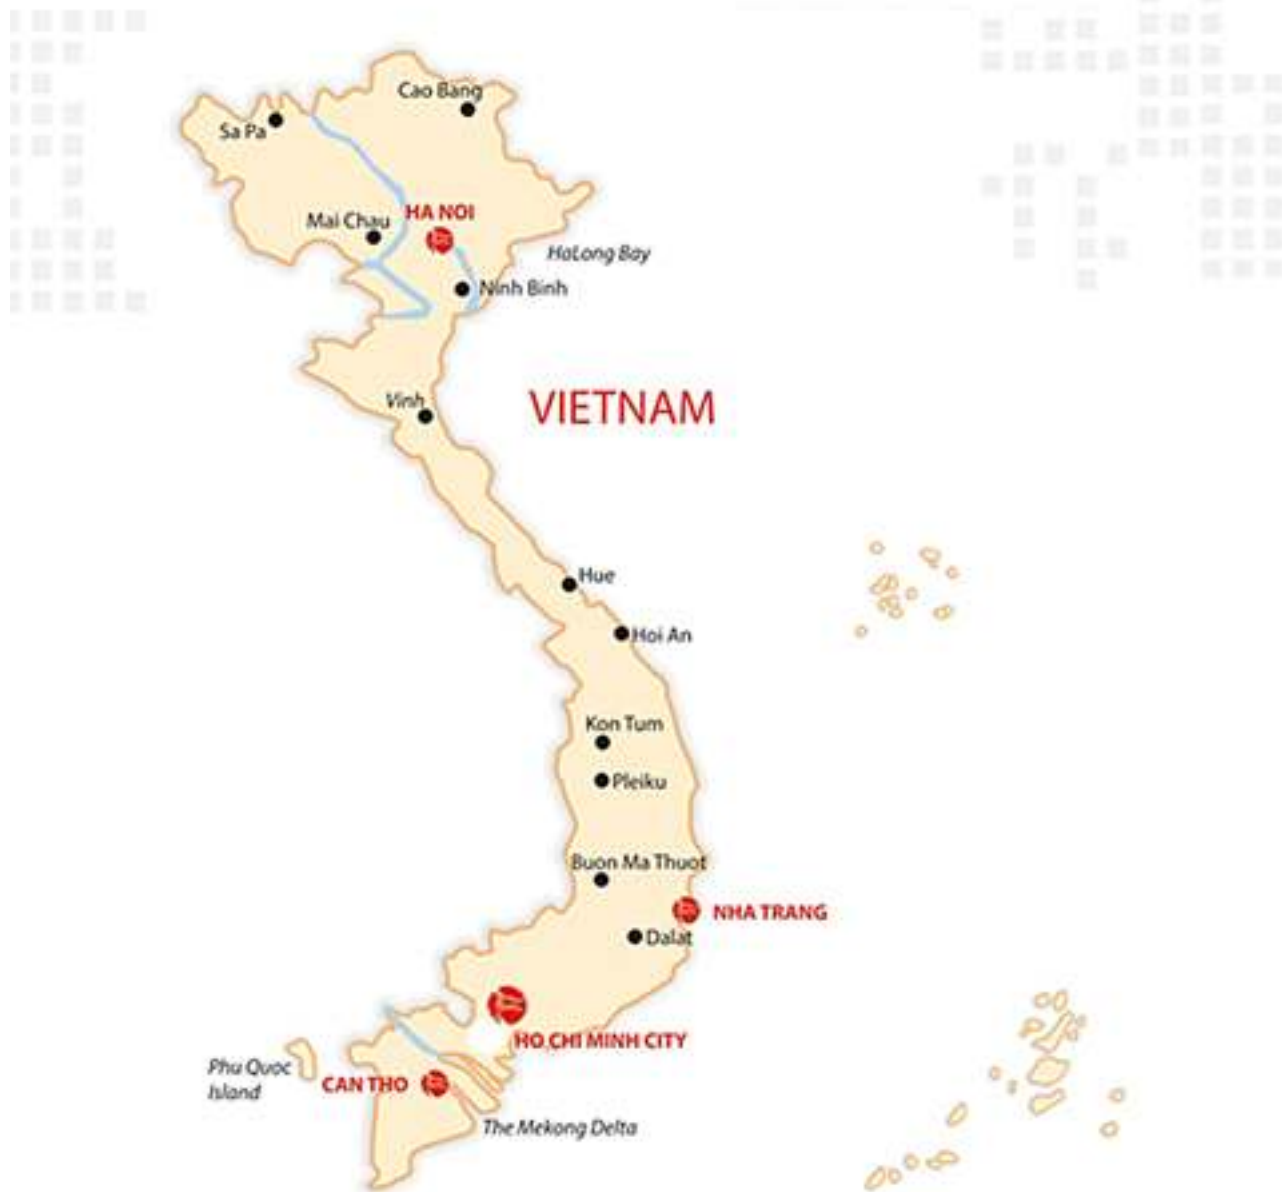 Cao Bang
Sa Pa
HA NOI
Mai Chau
HaLong Bay
Ninh Binh
VIETNAM
Vinh
Hue
Hoi An
Kon Tum
Pleiku
Buon Ma Thuot
NHA TRANG
Dalat
HO CHI MINH CITY
Phu Quoc
Island
CAN THO
The Mekong Delta